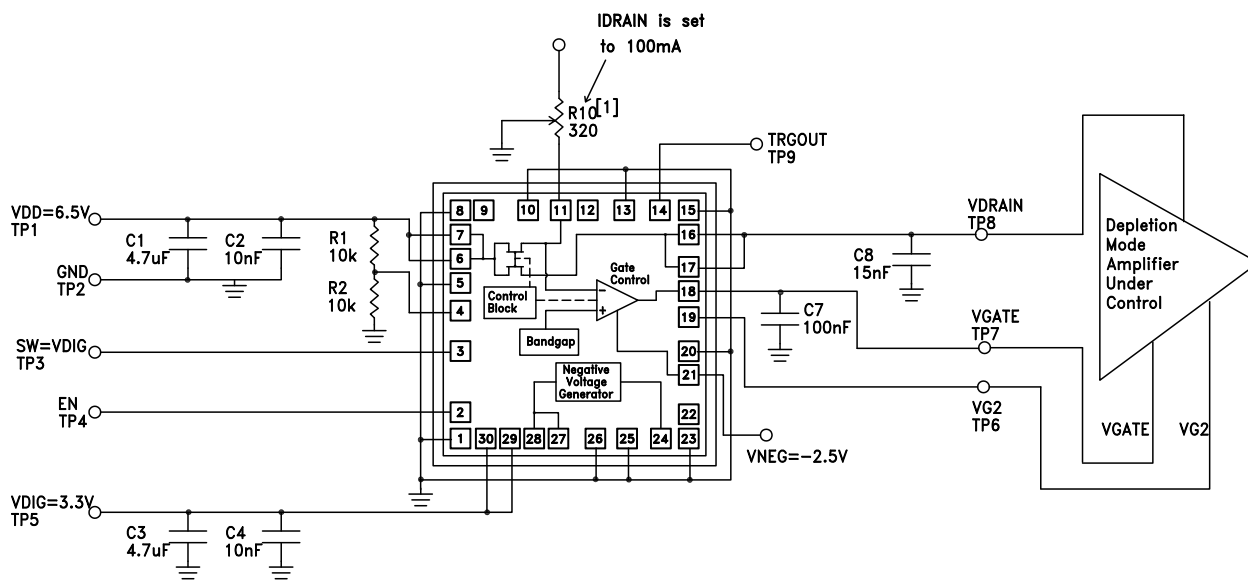 IDRAIN is set
to 100mA
R10[1]
320
TRGOUT
TP9
VDD=6.5V
TP1
C1
4.7uF
C2
10nF
R1
10k
R2
10k
GND
TP2
SW=VDIG
TP3
EN
TP4
VDIG=3.3V
TP5
C3
4.7uF
C4
10nF
8
9
10
11
12
13
14
15
7
6
5
4
3
2
1
16
17
18
19
20
21
22
30
29
28
27
26
25
24
23
Gate
Control
Control
Block
Bandgap
Negative
Voltage
Generator
VNEG=-2.5V
C7
100nF
C8
15nF
VDRAIN
TP8
VGATE
TP7
VG2
TP6
Depletion
Mode
Amplifier
Under
Control
VGATE
VG2